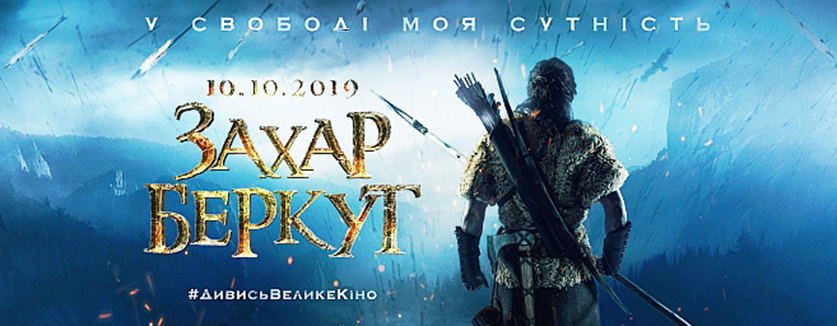 У СВОБОДІ МОЯ СУТНІСТЬ
10.10.2019
ЗАХАР
БЕРКУТ
#ДИВИСЬВЕЛИКЕКІНО